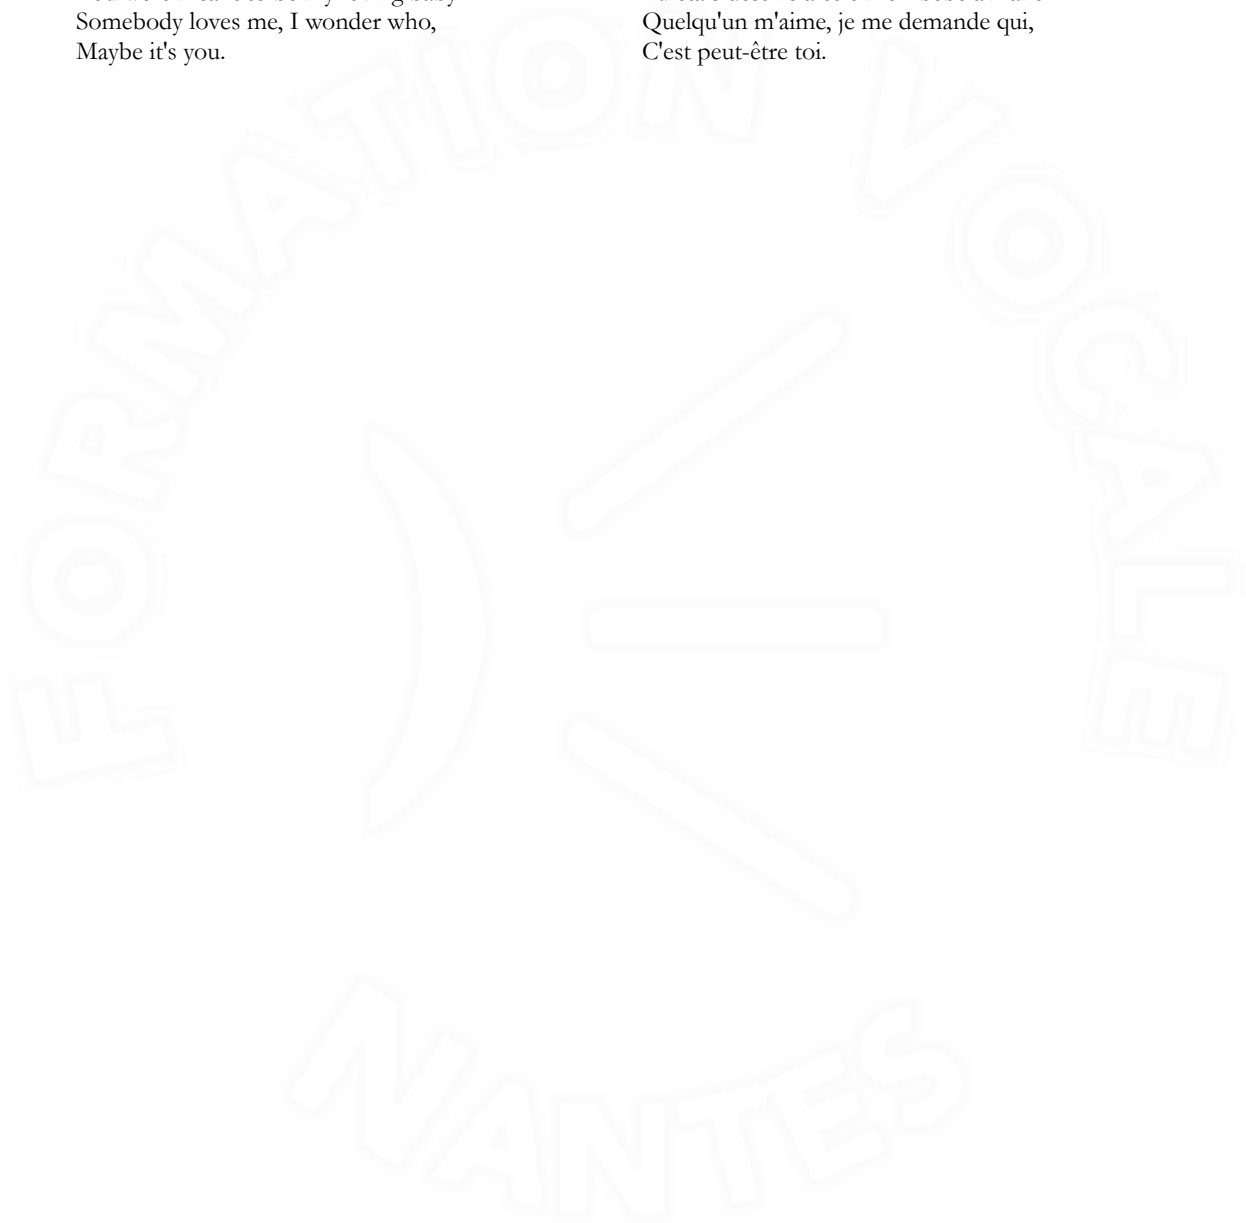 Somebody loves me, I wonder who,
Maybe it's you.
Quelqu'un m'aime, je me demande qui,
C'est peut-être toi.
FORMATION VOCALE
NANTES